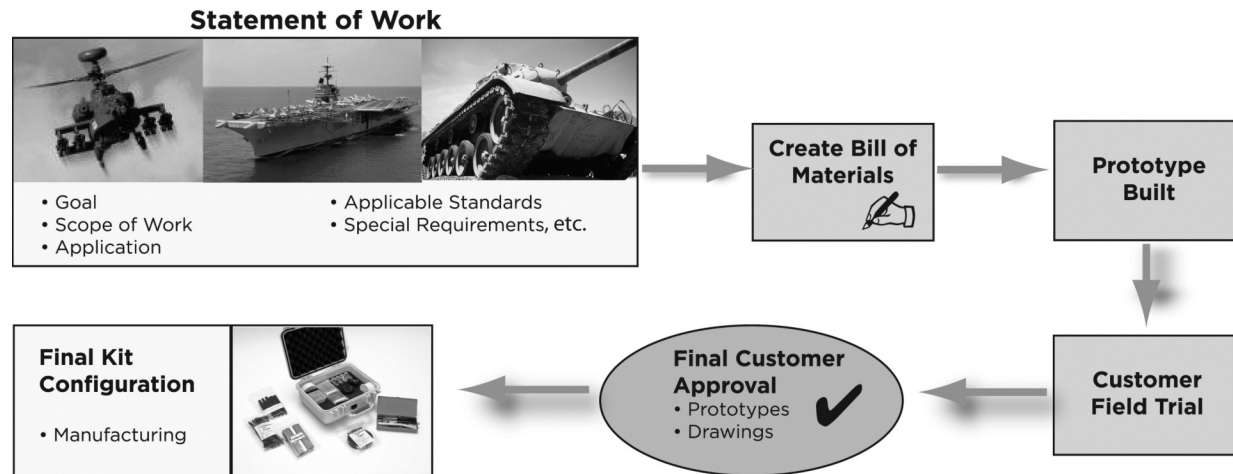 Statement of Work
• Goal
• Scope of Work
• Application
• Applicable Standards
• Special Requirements, etc.
Create Bill of
Materials
Prototype
Built
Customer
Field Trial
Final Customer
Approval
• Prototypes
• Drawings
Final Kit
Configuration
• Manufacturing